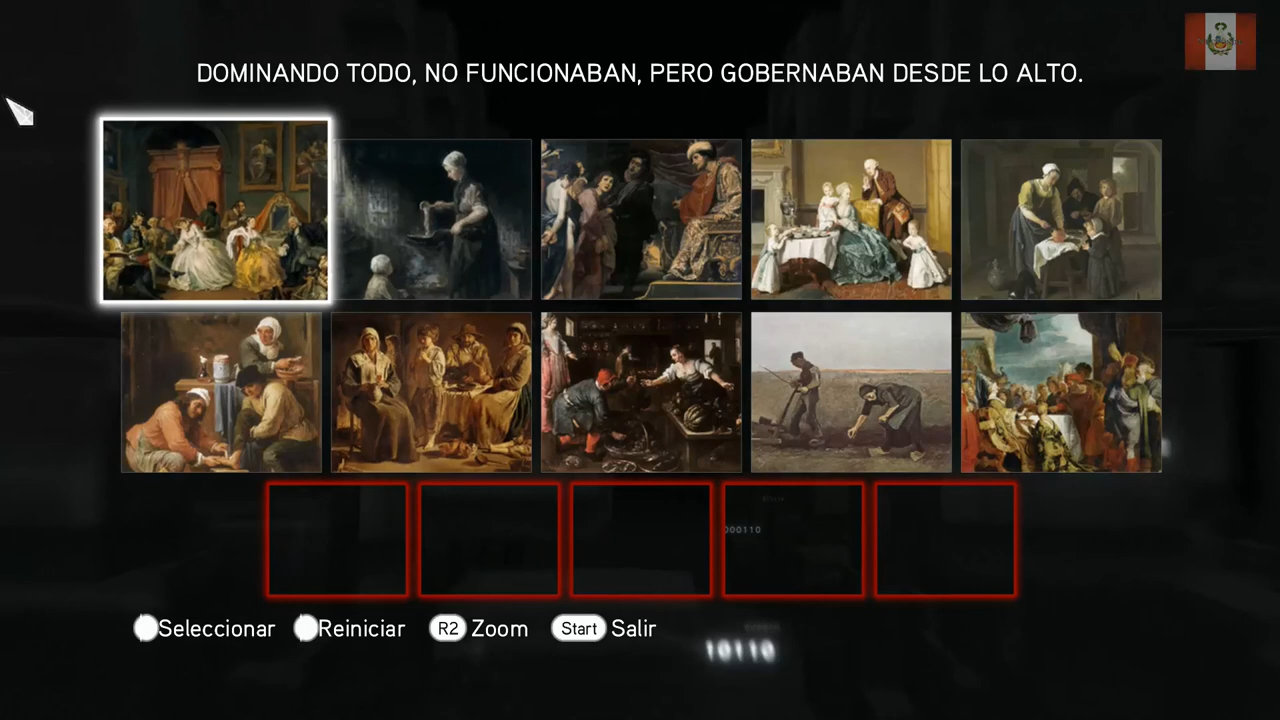 DOMINANDO TODO, NO FUNCIONABAN, PERO GOBERNABAN DESDE LO ALTO.
000110
Seleccionar
Reiniciar
R2 Zoom
Start Salir
10110